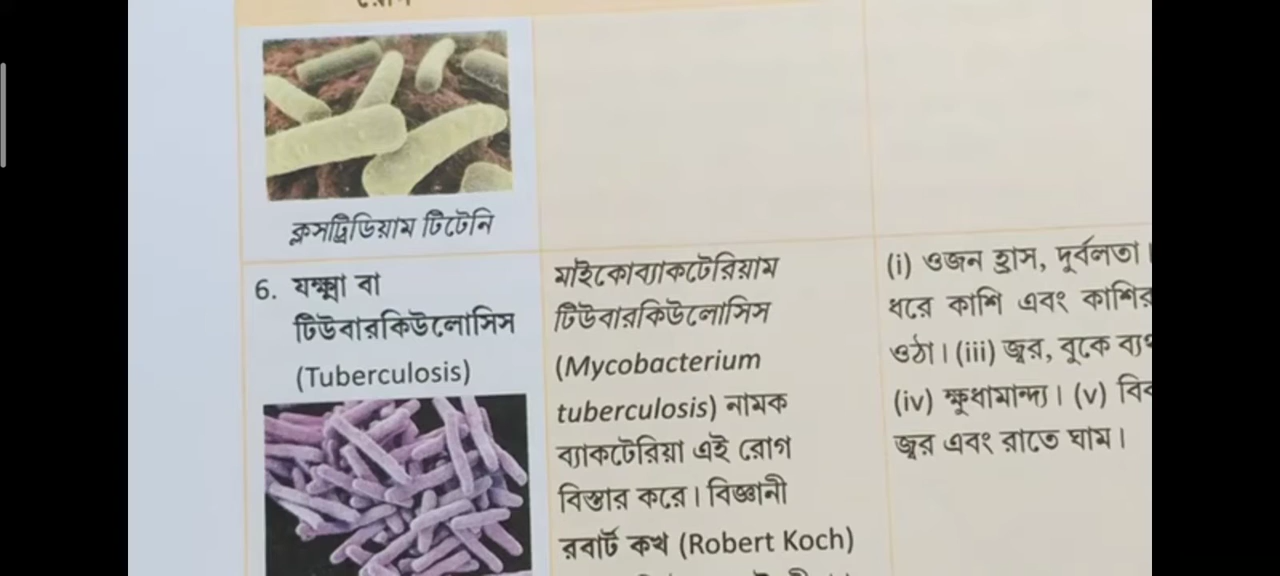 ক্লসট্রিডিয়াম টিটেনি
6. যক্ষ্মা বা
টিউবারকিউলোসিস
(Tuberculosis)
মাইকোব্যাকটেরিয়াম
টিউবারকিউলোসিস
(Mycobacterium
tuberculosis) নামক
ব্যাকটেরিয়া এই রোগ
বিস্তার করে। বিজ্ঞানী
রবার্ট কখ (Robert Koch)
(i) ওজন হ্রাস, দুর্বলতা।
ধরে কাশি এবং কাশির
ওঠা। (iii) জ্বর, বুকে
(iv) ক্ষুধামান্দ্য। (v)
জ্বর এবং রাতে ঘাম।